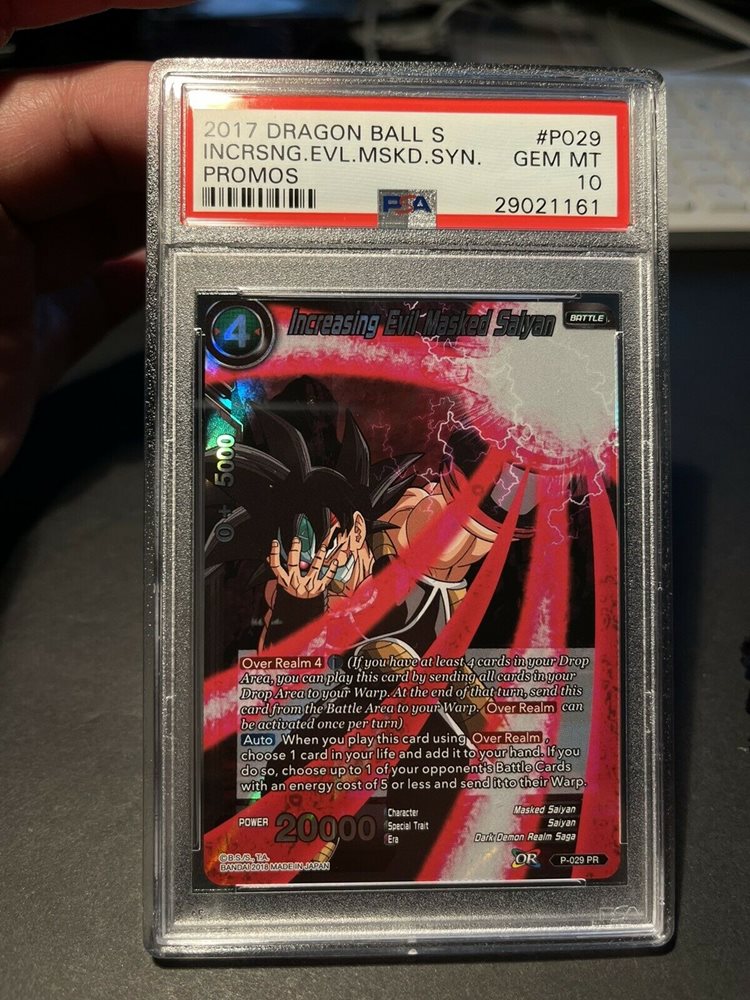 2017 DRAGON BALL S #P029
INCRSNG.EVL.MSKD.SYN. GEM MT
PROMOS 10
PSA 29021161
4 Increasing Evil Masked Saiyan BATTLE
0+ 5000
Over Realm 4 (If you have at least 4 cards in your Drop
Area, you can play this card by sending all cards in your
Drop Area to your Warp. At the end of that turn, send this
card from the Battle Area to your Warp. Over Realm can
be activated once per turn)
Auto When you play this card using Over Realm,
choose 1 card in your life and add it to your hand. If you
do so, choose up to 1 of your opponent's Battle Cards
with an energy cost of 5 or less and send it to their Warp.
POWER 20000
Character Masked Saiyan
Special Trait Saiyan
Era Dark Demon Realm Saga
©B.S./S., T.A.
BANDAI 2018 MADE IN JAPAN
OR P-029 PR
PSA